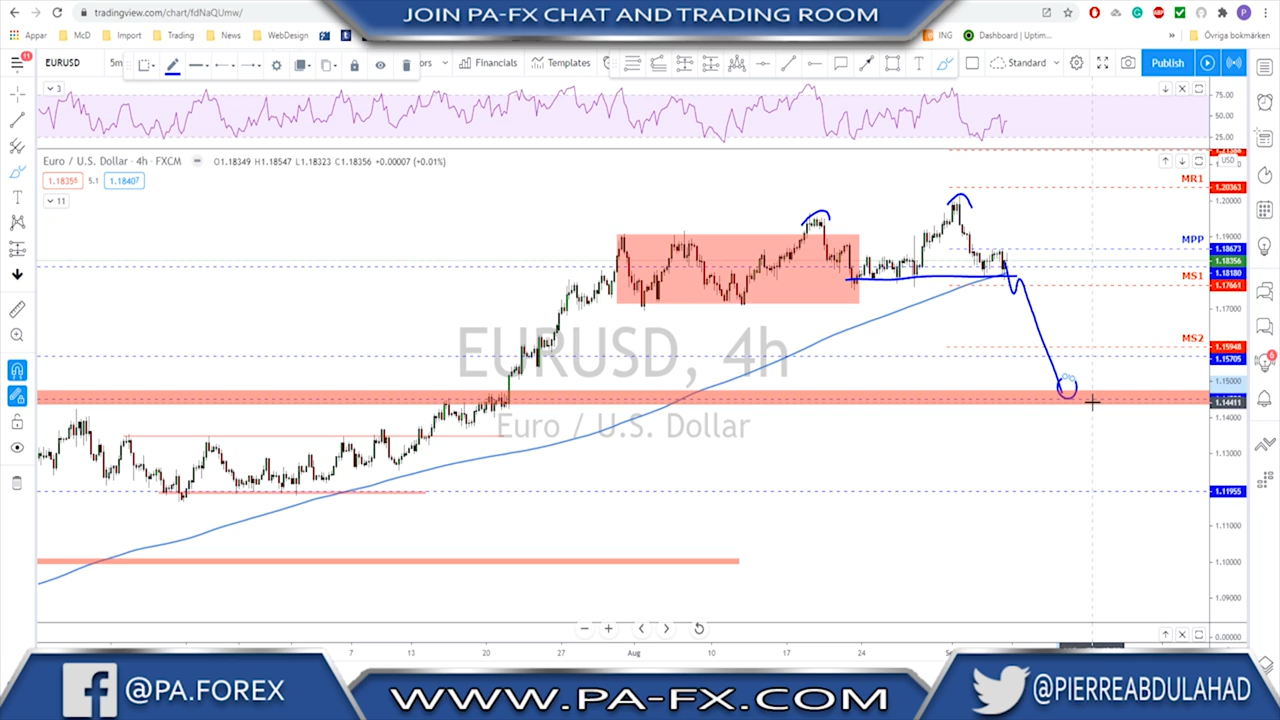 JOIN PA-FX CHAT AND TRADING ROOM
tradingview.com/chart/fdNaQUmw/
Appar McD Import Trading News WebDesign ING Dashboard | Uptim... » Övriga bokmärken
11 EURUSD 5m Financials Templates Standard Publish
3
75.00
50.00
25.00
Euro / U.S. Dollar · 4h · FXCM O1.18349 H1.18547 L1.18323 C1.18356 +0.00007 (+0.01%)
USD
1.18356 5.1 1.18407
11
MR1 1.20363
1.20000
1.19000
MPP 1.18673
1.18356
1.18180
MS1 1.17661
1.17000
MS2 1.15948
1.15705
1.15000
1.14411
1.14000
1.13000
1.11955
1.11000
1.10000
1.09000
0.00000
EURUSD, 4h
Euro / U.S. Dollar
6
7 20 27 Aug 10 17 24
@PA.FOREX
WWW.PA-FX.COM
@PIERREABDULAHAD